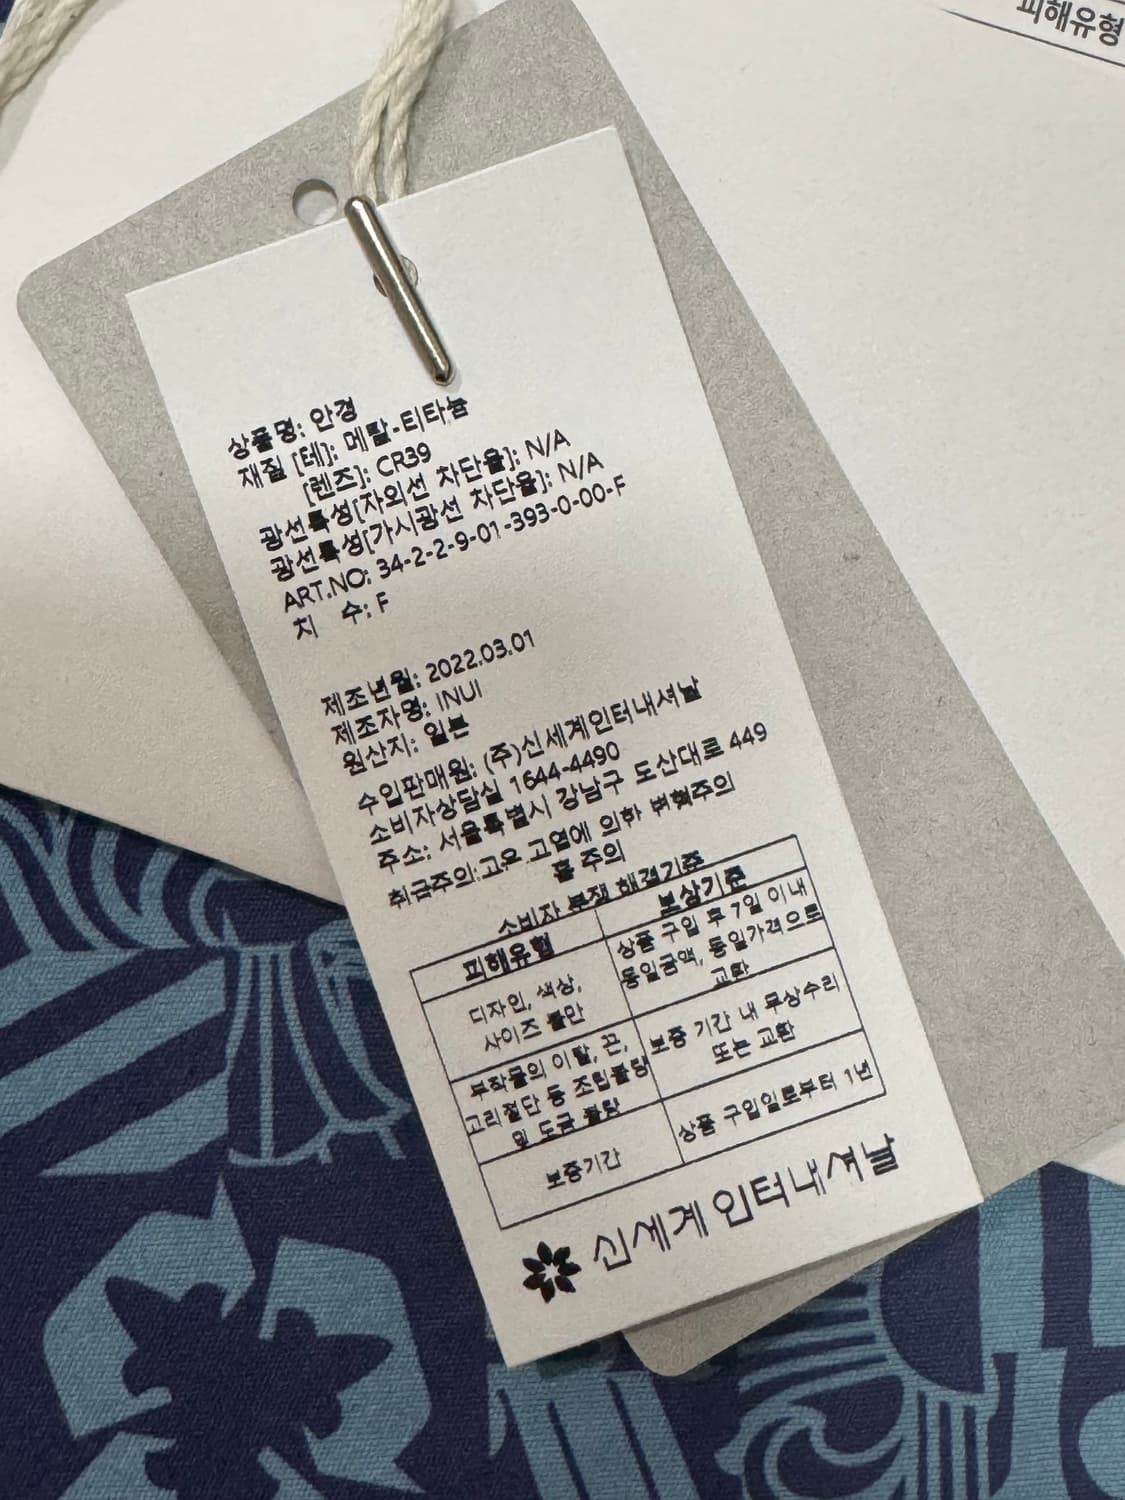 피해유형
상품명: 안경
재질 [테]: 메탈-티타늄
[렌즈]: CR39
광선특성[자외선 차단율]: N/A
광선특성[가시광선 차단율]: N/A
ART.NO: 34-2-2-9-01-393-0-00-F
치 수: F
제조년월: 2022.03.01
제조자명: INUI
원산지: 일본
수입판매원: (주)신세계인터내셔날
소비자상담실 1644-4490
주소: 서울특별시 강남구 도산대로 449
취급주의:고온 고열에 의한 변형주의
흠 주의
소비자 분쟁 해결기준
피해유형 보상기준
디자인, 색상,
사이즈 불만
상품 구입 후 7일 이내
동일금액, 동일가격으로
교환
부착물의 이탈, 끈,
고리절단 등 조립불량
및 도금 불량
보증 기간 내 무상수리
또는 교환
보증기간 상품 구입일로부터 1년
신세계인터내셔날